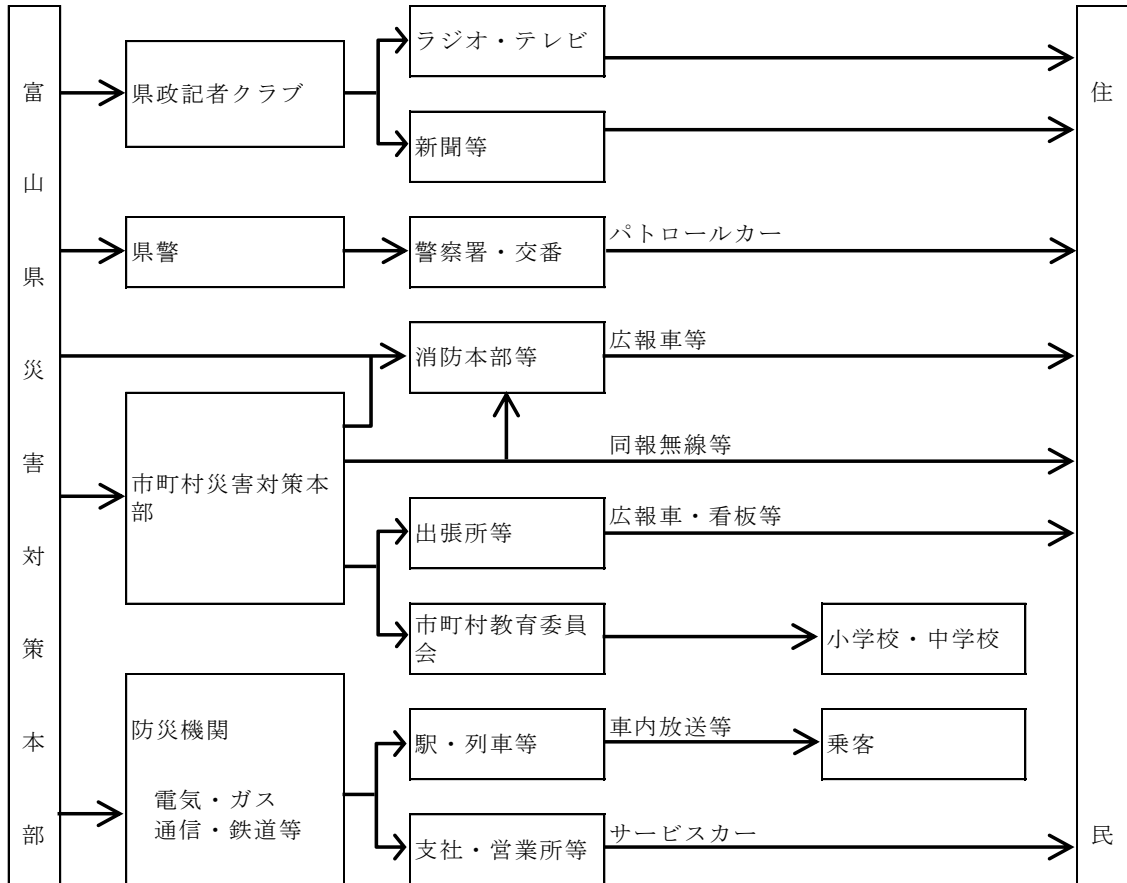 富山県災害対策本部
県政記者クラブ
ラジオ・テレビ
新聞等
県警
警察署・交番
パトロールカー
消防本部等
広報車等
市町村災害対策本
部
同報無線等
出張所等
広報車・看板等
市町村教育委員
会
小学校・中学校
防災機関
電気・ガス
通信・鉄道等
駅・列車等
車内放送等
乗客
支社・営業所等
サービスカー
住民